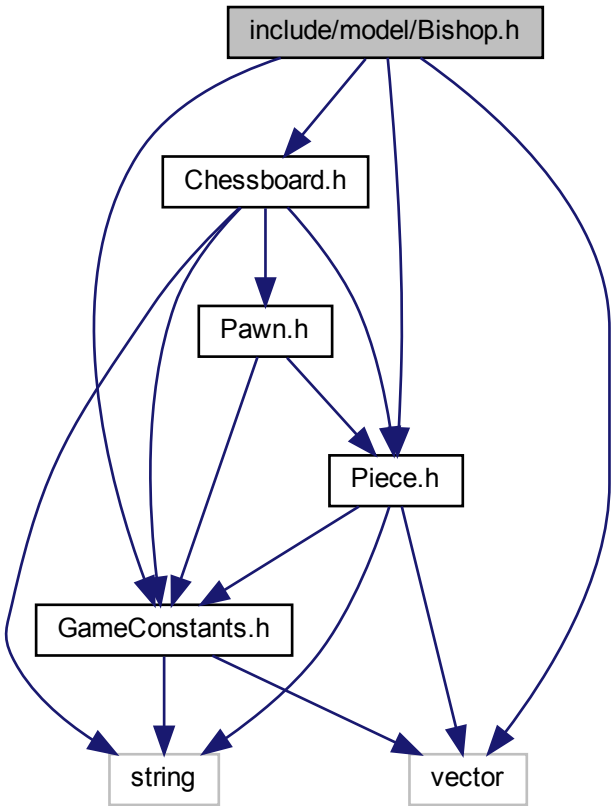 include/model/Bishop.h
Chessboard.h
Pawn.h
Piece.h
GameConstants.h
string
vector